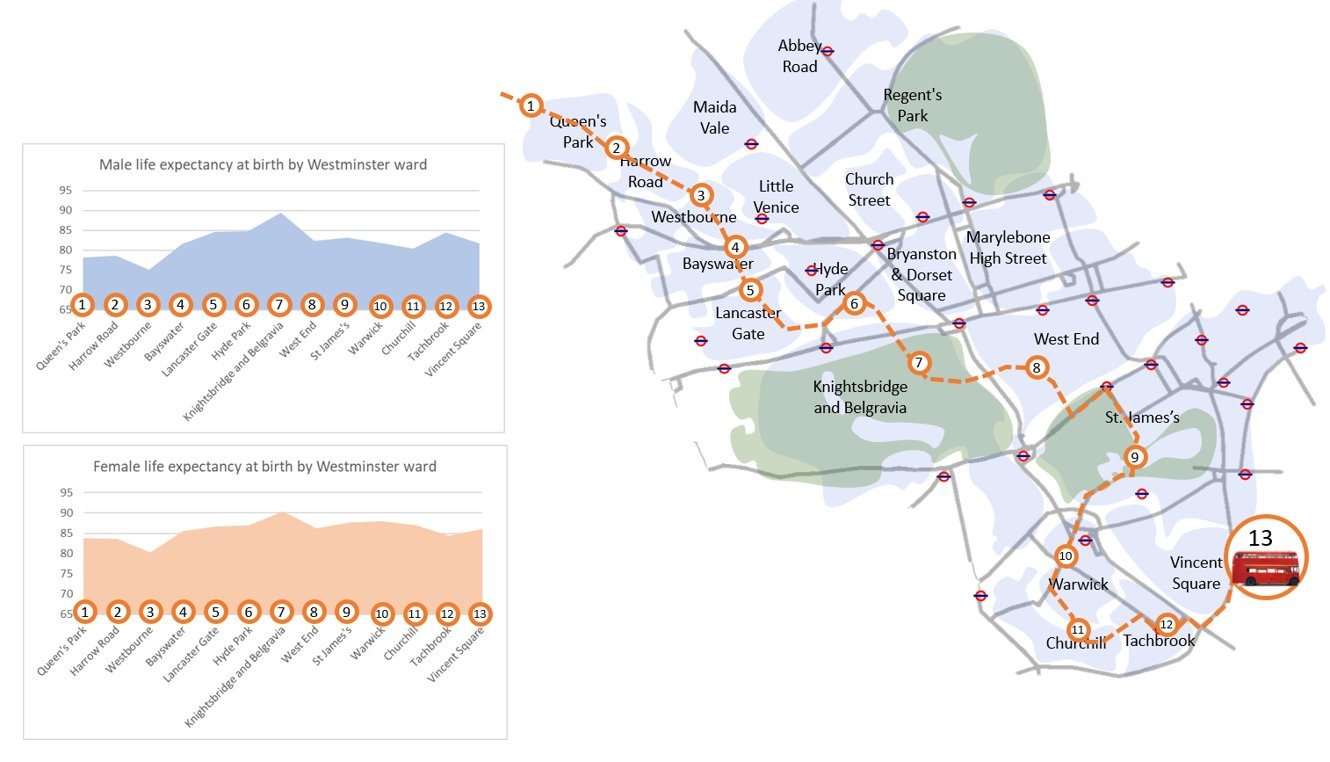 Male life expectancy at birth by Westminster ward
95
90
85
80
75
70
65
1 2 3 4 5 6 7 8 9 10 11 12 13
Queen's Park
Harrow Road
Westbourne
Bayswater
Lancaster Gate
Hyde Park
Knightsbridge and Belgravia
West End
St James's
Warwick
Churchill
Tachbrook
Vincent Square
Female life expectancy at birth by Westminster ward
95
90
85
80
75
70
65
1 2 3 4 5 6 7 8 9 10 11 12 13
Queen's Park
Harrow Road
Westbourne
Bayswater
Lancaster Gate
Hyde Park
Knightsbridge and Belgravia
West End
St James's
Warwick
Churchill
Tachbrook
Vincent Square
Abbey
Road
Regent's
Park
Maida
Vale
1
Queen's
Park
2
Harrow
Road
3
Westbourne
Little
Venice
Church
Street
4
Bayswater
Hyde
Park
Bryanston
& Dorset
Square
Marylebone
High Street
5
Lancaster
Gate
6
West End
7
Knightsbridge
and Belgravia
8
St. James’s
9
10
Warwick
Vincent
Square
13
11
Churchill
12
Tachbrook